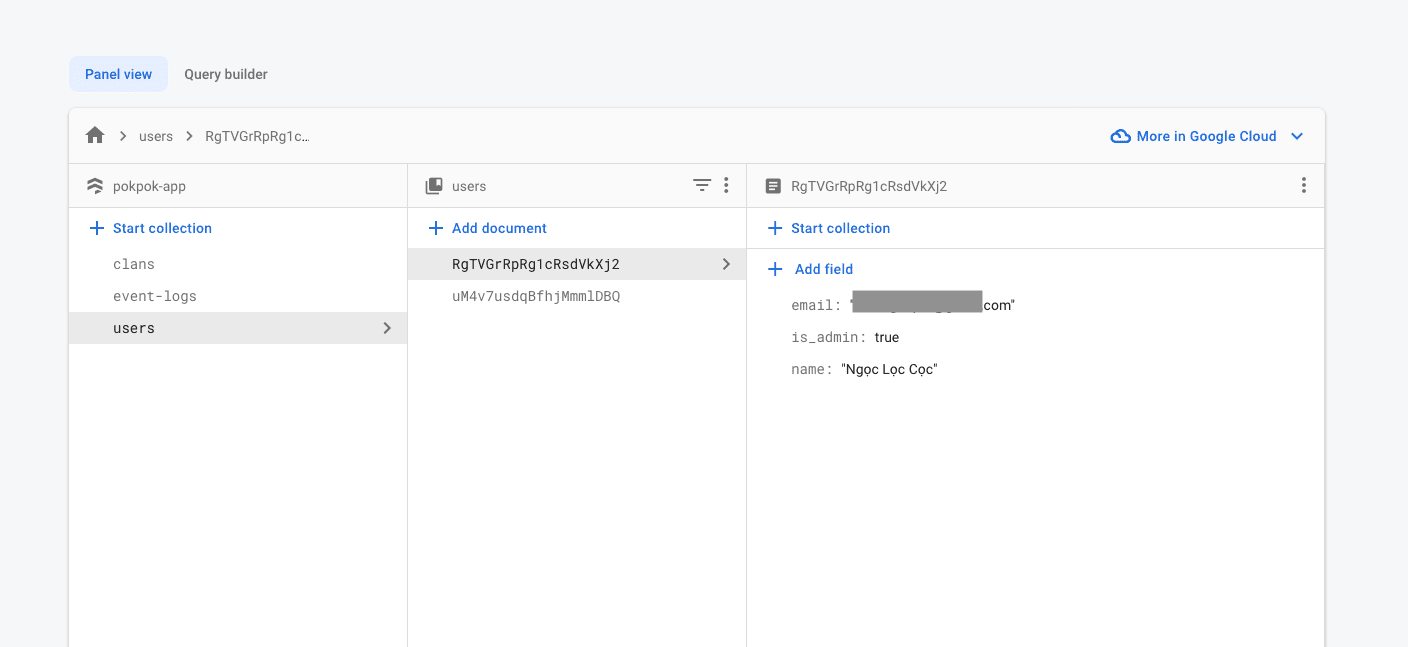 Panel view
Query builder
users
RgTVGrRpRg1c…
More in Google Cloud
pokpok-app
users
RgTVGrRpRg1cRsdVkXj2
Start collection
Add document
Start collection
clans
RgTVGrRpRg1cRsdVkXj2
Add field
event-logs
uM4v7usdqBfhjMmmlDBQ
email: " com"
users
is_admin: true
name: "Ngọc Lọc Cọc"